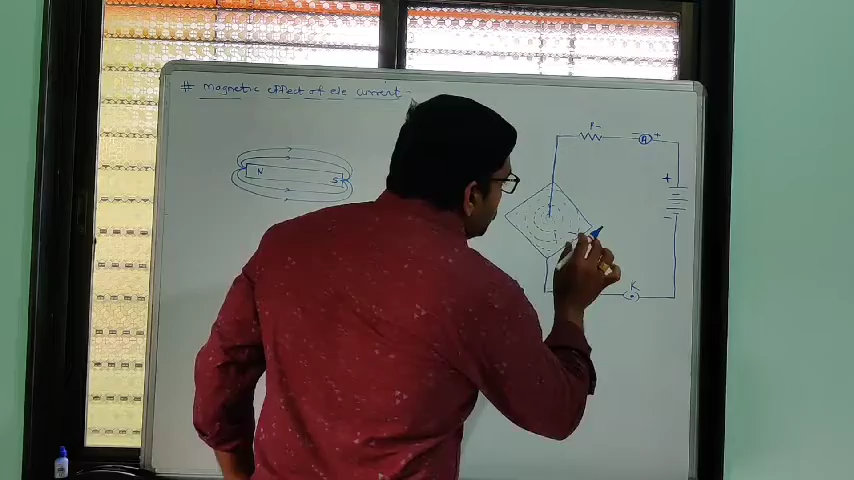 # magnetic effect of ele current
N
S
R
- A +
+
-
K